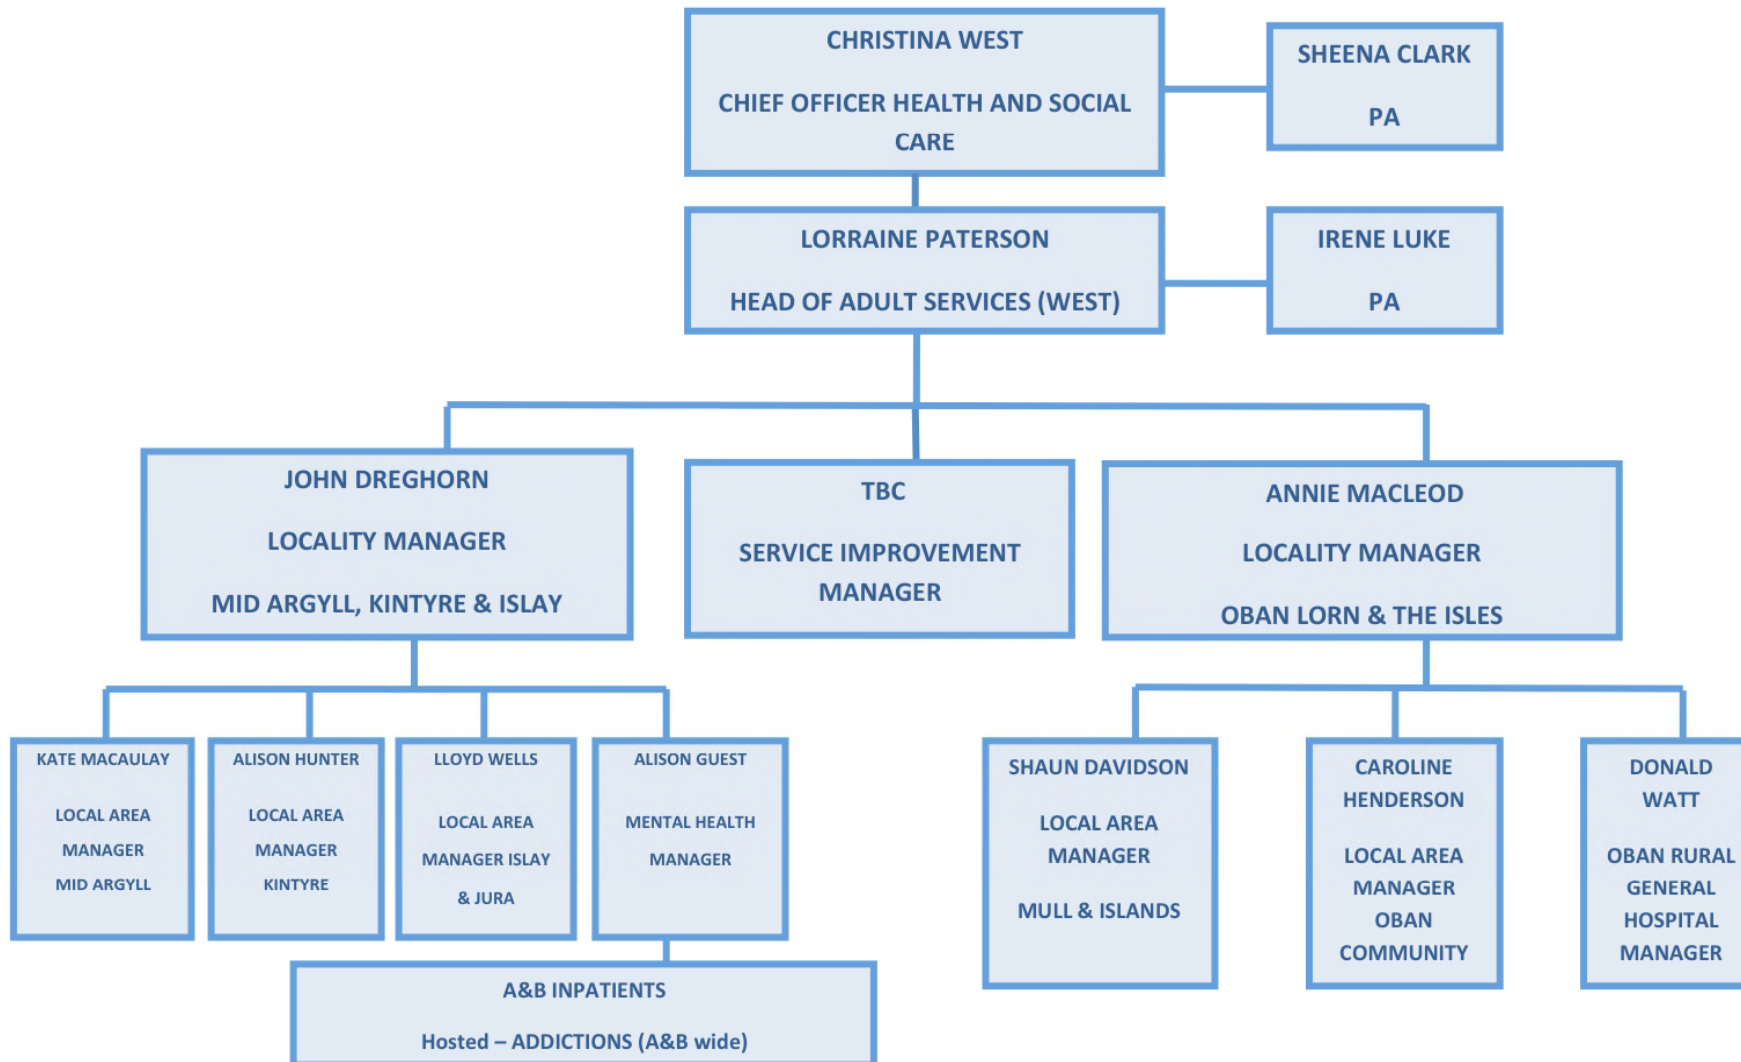 CHRISTINA WEST
CHIEF OFFICER HEALTH AND SOCIAL
CARE
SHEENA CLARK
PA
LORRAINE PATERSON
HEAD OF ADULT SERVICES (WEST)
IRENE LUKE
PA
JOHN DREGHORN
LOCALITY MANAGER
MID ARGYLL, KINTYRE & ISLAY
TBC
SERVICE IMPROVEMENT
MANAGER
ANNIE MACLEOD
LOCALITY MANAGER
OBAN LORN & THE ISLES
KATE MACAULAY
LOCAL AREA
MANAGER
MID ARGYLL
ALISON HUNTER
LOCAL AREA
MANAGER
KINTYRE
LLOYD WELLS
LOCAL AREA
MANAGER ISLAY
& JURA
ALISON GUEST
MENTAL HEALTH
MANAGER
SHAUN DAVIDSON
LOCAL AREA
MANAGER
MULL & ISLANDS
CAROLINE
HENDERSON
LOCAL AREA
MANAGER
OBAN
COMMUNITY
DONALD
WATT
OBAN RURAL
GENERAL
HOSPITAL
MANAGER
A&B INPATIENTS
Hosted – ADDICTIONS (A&B wide)